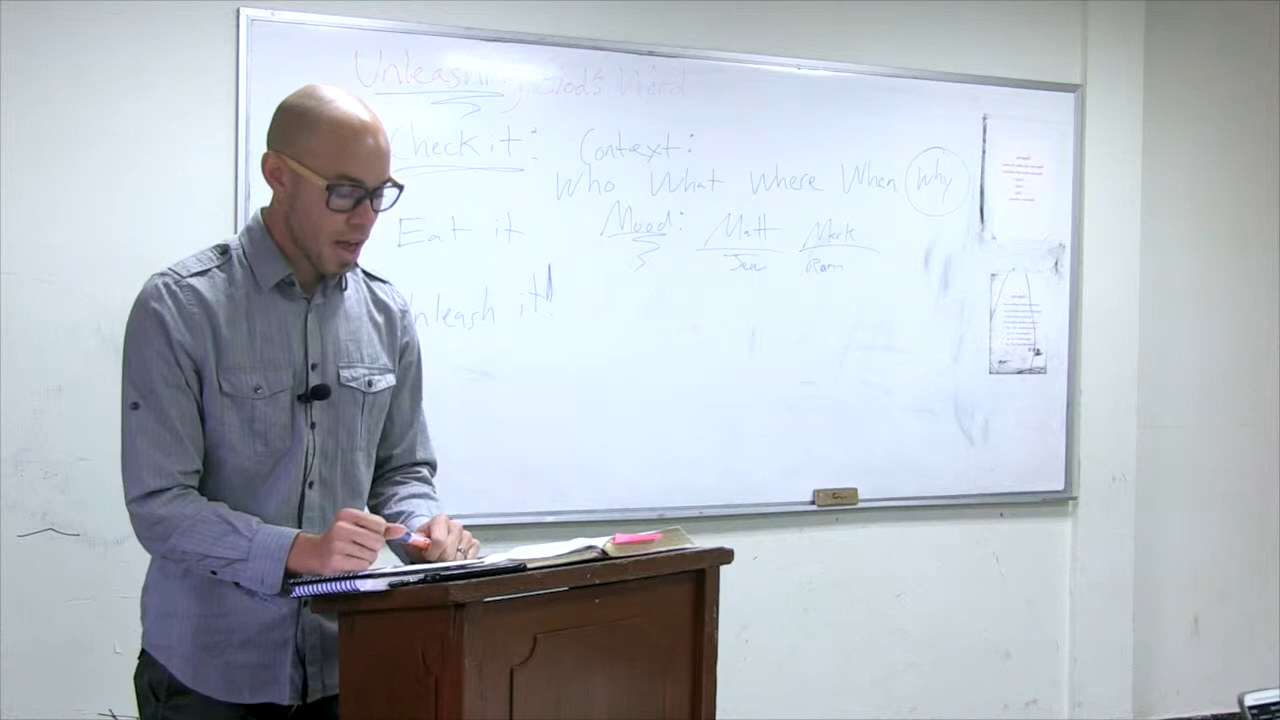 Unleashing God's Word
Check it: Context:
Who What Where When Why
Eat it Mood: Matt Mark
Rom
Unleash it!